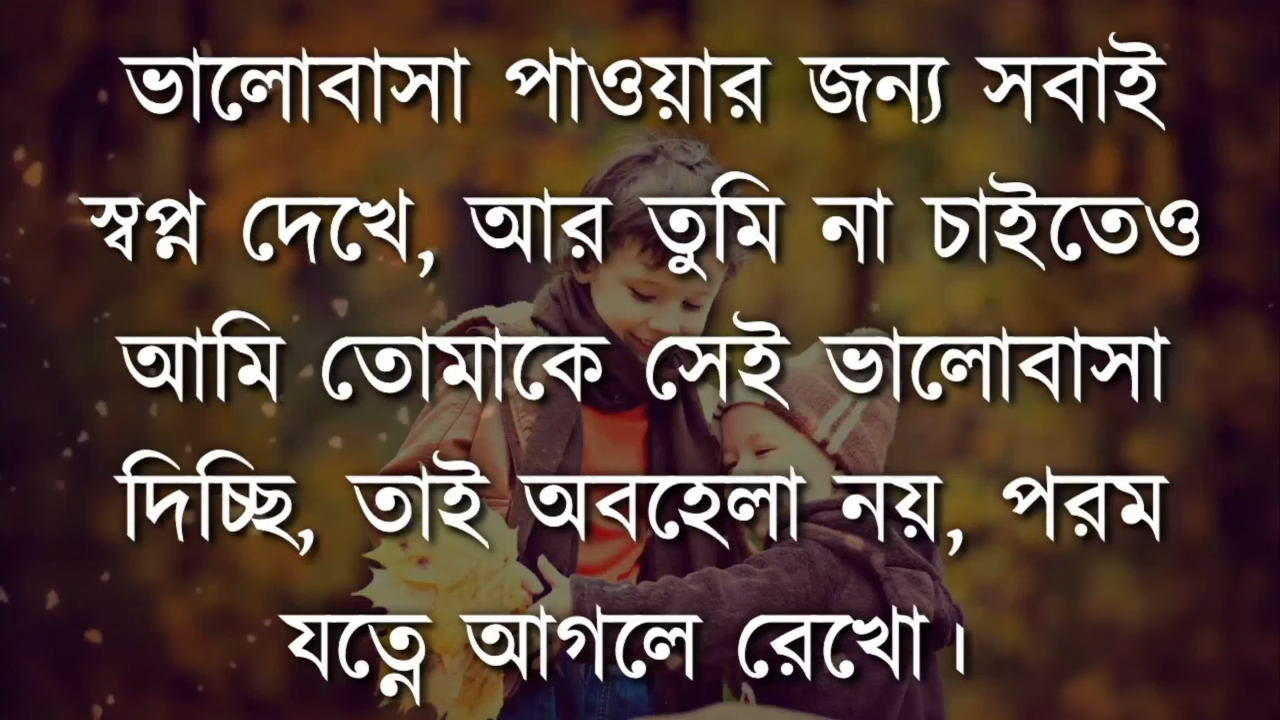 ভালোবাসা পাওয়ার জন্য সবাই
স্বপ্ন দেখে, আর তুমি না চাইতেও
আমি তোমাকে সেই ভালোবাসা
দিচ্ছি, তাই অবহেলা নয়, পরম
যত্নে আগলে রেখো।